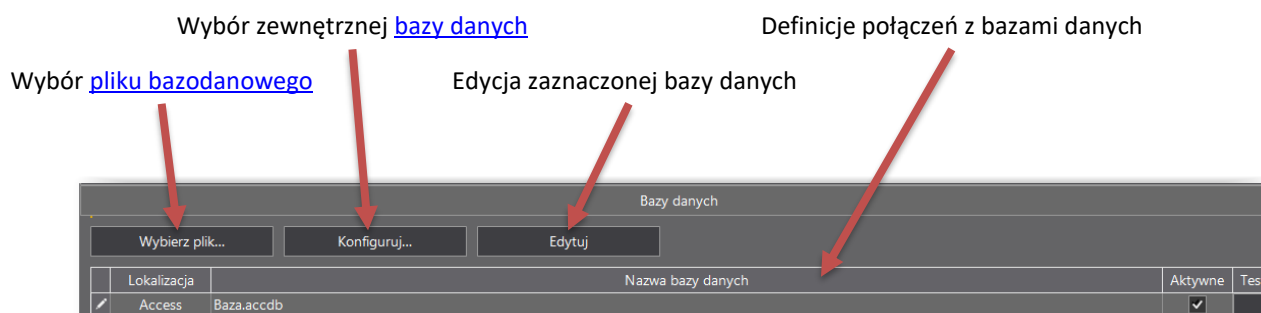 Wybór zewnętrznej bazy danych
Definicje połączeń z bazami danych
Wybór pliku bazodanowego
Edycja zaznaczonej bazy danych
Bazy danych
Wybierz plik...
Konfiguruj...
Edytuj
Lokalizacja
Nazwa bazy danych
Aktywne
Tes
Access
Baza.accdb